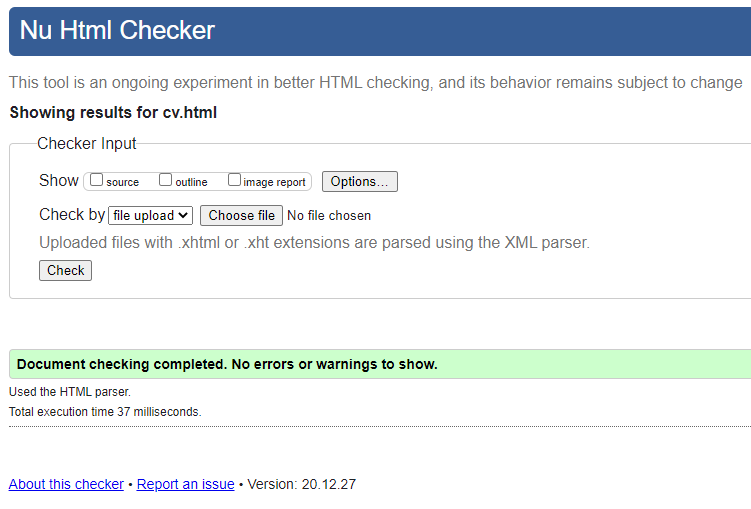 Nu Html Checker
This tool is an ongoing experiment in better HTML checking, and its behavior remains subject to change
Showing results for cv.html
Checker Input
Show source outline image report Options...
Check by file upload Choose file No file chosen
Uploaded files with .xhtml or .xht extensions are parsed using the XML parser.
Check
Document checking completed. No errors or warnings to show.
Used the HTML parser.
Total execution time 37 milliseconds.
About this checker • Report an issue • Version: 20.12.27